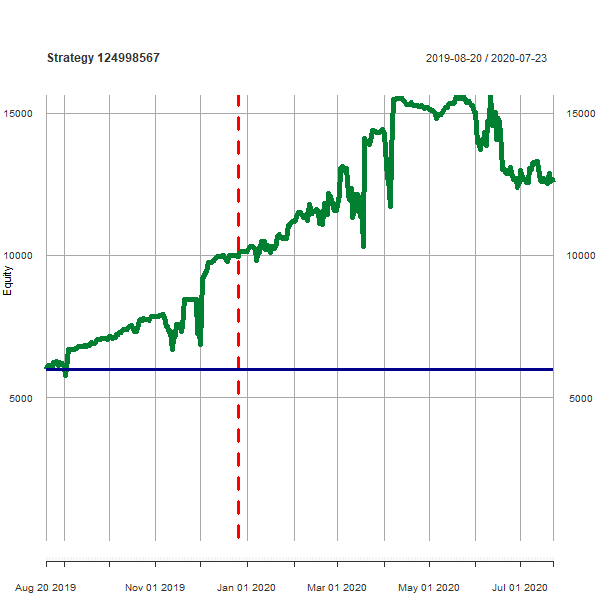 Strategy 124998567
2019-08-20 / 2020-07-23
15000
15000
10000
10000
Equity
5000
5000
Aug 20 2019
Nov 01 2019
Jan 01 2020
Mar 01 2020
May 01 2020
Jul 01 2020